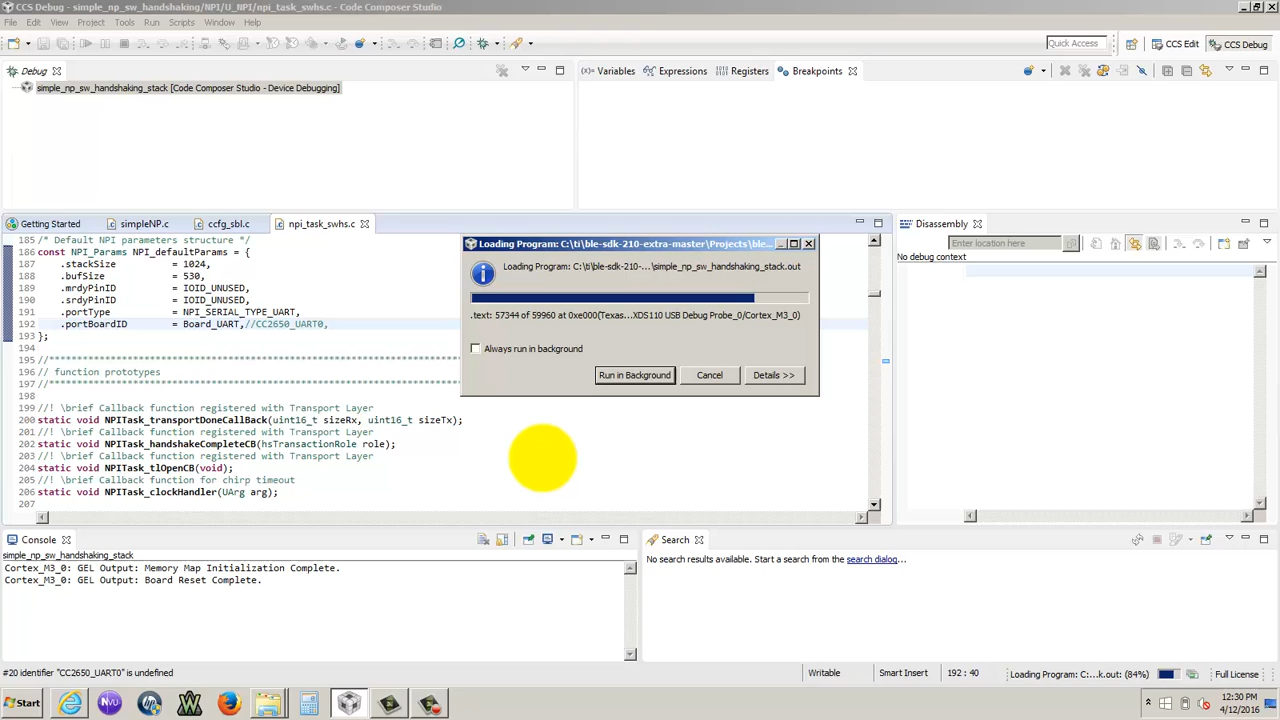 CCS Debug - simple_np_sw_handshaking/NPI/U_NPI/npi_task_swhs.c - Code Composer Studio
File Edit View Project Tools Run Scripts Window Help
Quick Access
CCS Edit
CCS Debug
Debug
Variables Expressions Registers Breakpoints
simple_np_sw_handshaking_stack [Code Composer Studio - Device Debugging]
Getting Started simpleNP.c ccfg_sbl.c npi_task_swhs.c
Disassembly
Enter location here
No debug context
185 /* Default NPI parameters structure */
186 const NPI_Params NPI_defaultParams = {
187 .stackSize = 1024,
188 .bufSize = 530,
189 .mrdyPinID = IOID_UNUSED,
190 .srdyPinID = IOID_UNUSED,
191 .portType = NPI_SERIAL_TYPE_UART,
192 .portBoardID = Board_UART,//CC2650_UART0,
193 };
194
195 //*
196 // function prototypes
197 //*
198
199 //! \brief Callback function registered with Transport Layer
200 static void NPITask_transportDoneCallBack(uint16_t sizeRx, uint16_t sizeTx);
201 //! \brief Callback function registered with Transport Layer
202 static void NPITask_handshakeCompleteCB(hsTransactionRole role);
203 //! \brief Callback function registered with Transport Layer
204 static void NPITask_tlOpenCB(void);
205 //! \brief Callback function for chirp timeout
206 static void NPITask_clockHandler(UArg arg);
207
Loading Program: C:\ti\ble-sdk-210-extra-master\Projects\ble...
Loading Program: C:\ti\ble-sdk-210-...\simple_np_sw_handshaking_stack.out
.text: 57344 of 59960 at 0xe000(Texas...XDS110 USB Debug Probe_0/Cortex_M3_0)
Always run in background
Run in Background Cancel Details >>
Console
simple_np_sw_handshaking_stack
Cortex_M3_0: GEL Output: Memory Map Initialization Complete.
Cortex_M3_0: GEL Output: Board Reset Complete.
Search
No search results available. Start a search from the search dialog...
#20 identifier "CC2650_UART0" is undefined
Writable
Smart Insert
192 : 40
Loading Program: C:...k.out: (84%)
Full License
Start
12:30 PM
4/12/2016